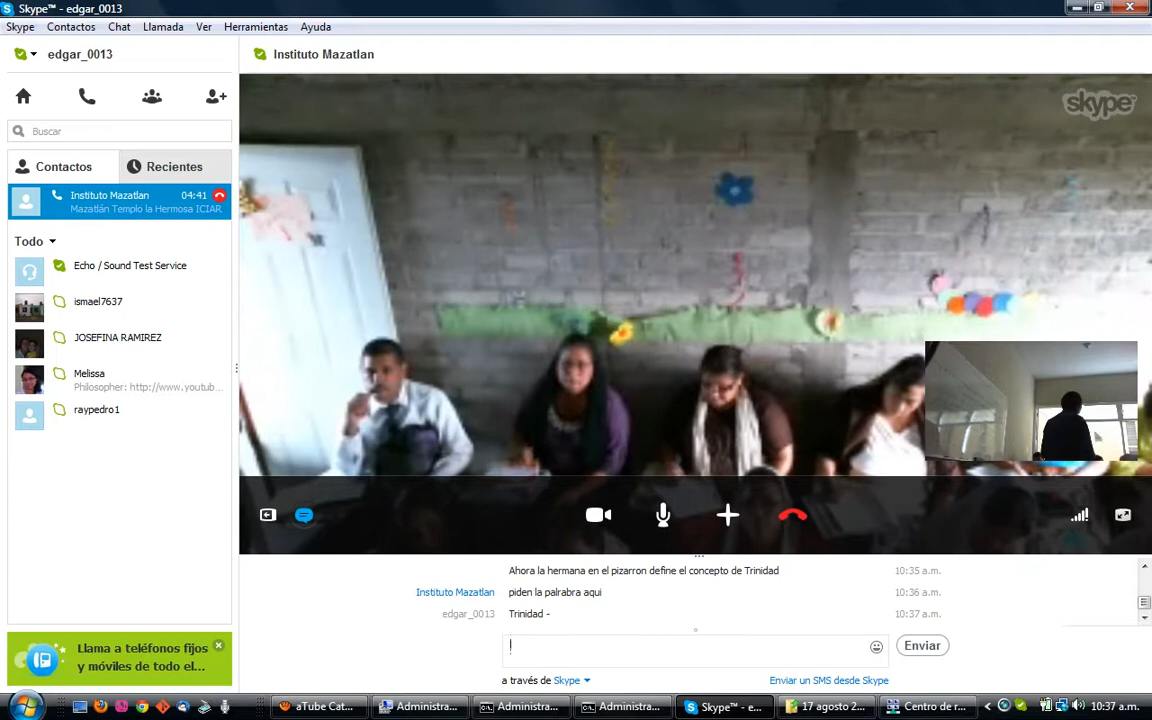 Skype™ - edgar_0013
Skype Contactos Chat Llamada Ver Herramientas Ayuda
edgar_0013
Instituto Mazatlan
skype
Buscar
Contactos Recientes
Instituto Mazatlan 04:41
Mazatlán Templo la Hermosa ICIAR
Todo
Echo / Sound Test Service
ismael7637
JOSEFINA RAMIREZ
Melissa
Philosopher: http://www.youtub...
raypedro1
Ahora la hermana en el pizarron define el concepto de Trinidad 10:35 a.m.
Instituto Mazatlan piden la palrabra aqui 10:36 a.m.
edgar_0013 Trinidad - 10:37 a.m.
Enviar
a través de Skype Enviar un SMS desde Skype
Llama a teléfonos fijos
y móviles de todo el...
aTube Cat... Administra... Administra... Administra... Skype™ - e... 17 agosto 2... Centro de r... 10:37 a.m.